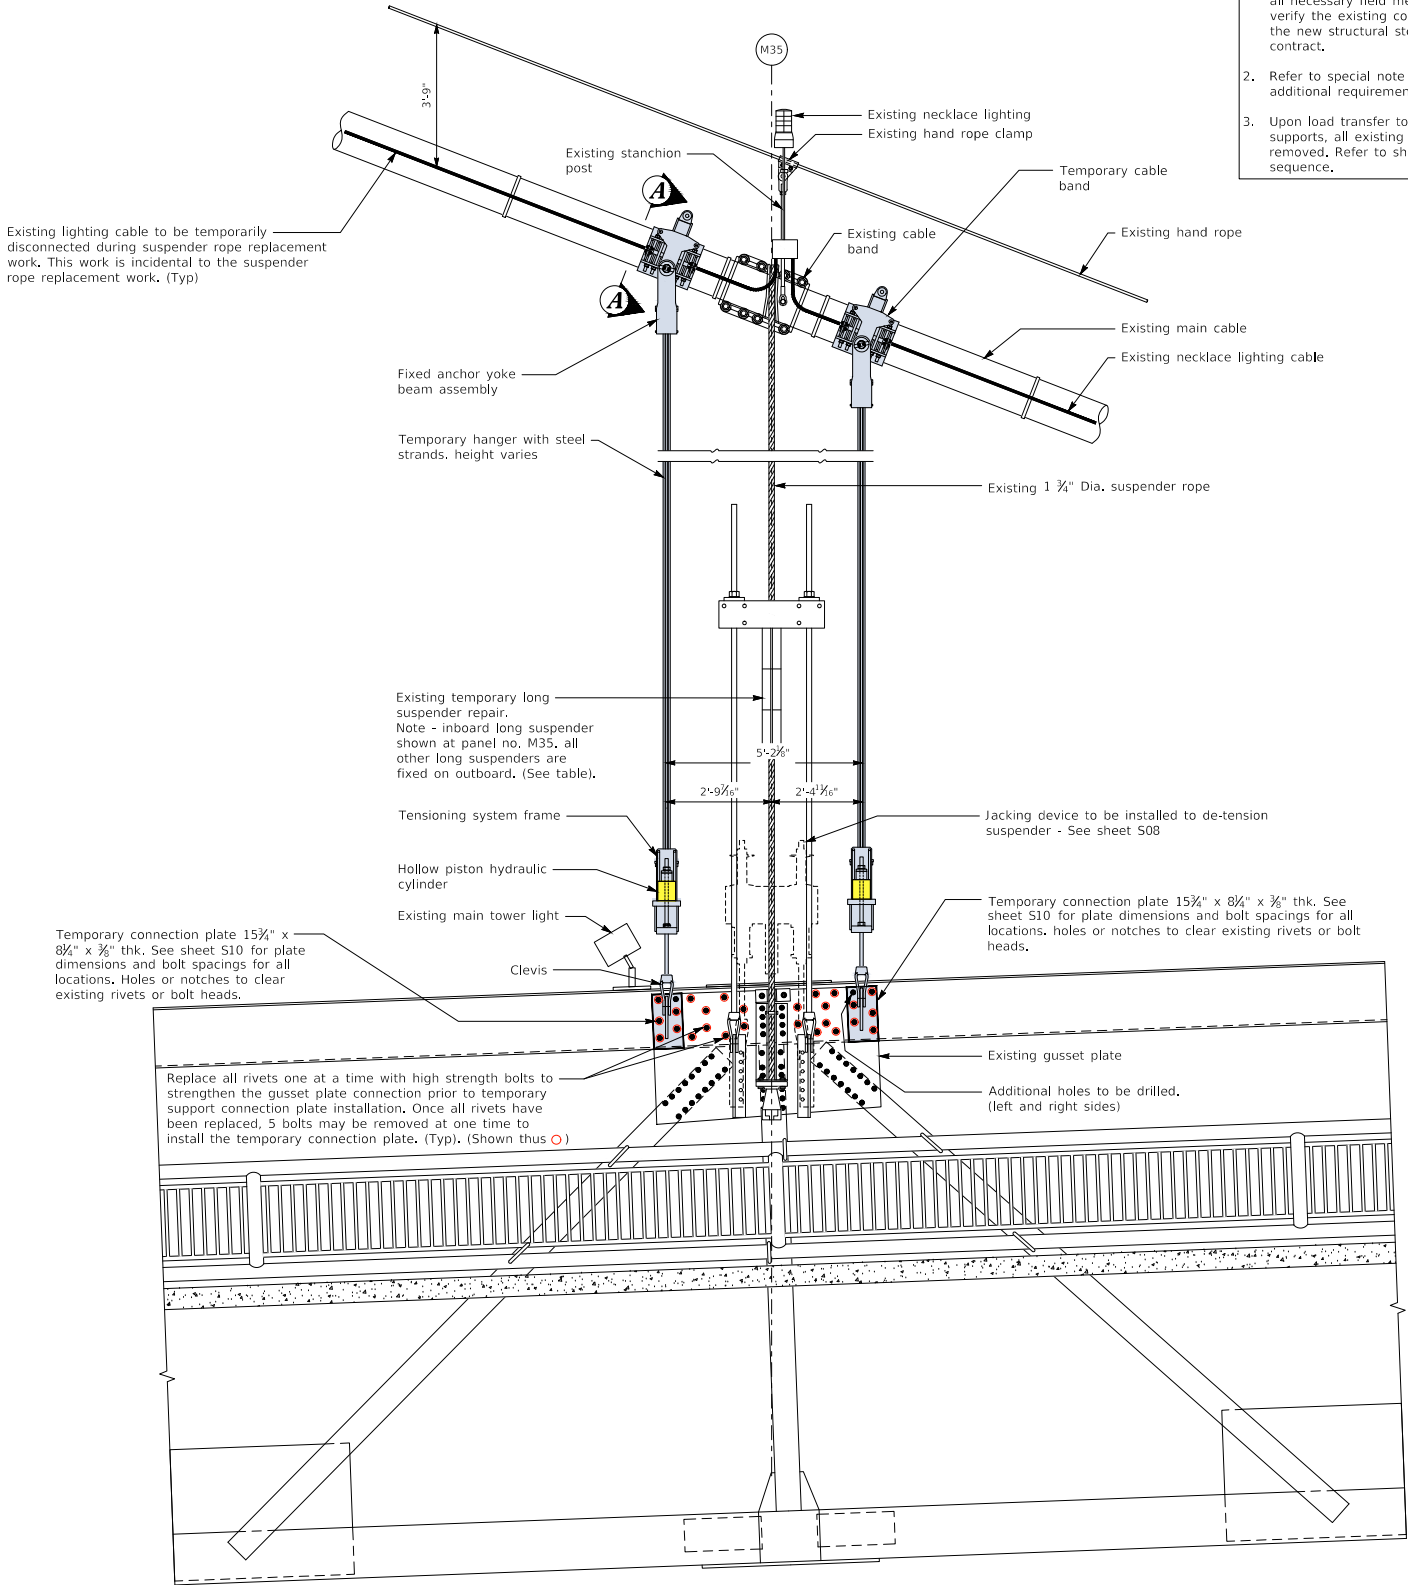 all necessary field
verify the existing
the new structural
contract.
2. Refer to special note
additional
3. Upon load transfer to
supports, all existing
removed. Refer to
sequence.
M35
3'-9"
Existing necklace lighting
Existing hand rope clamp
Existing stanchion
post
Temporary cable
band
A
Existing lighting cable to be temporarily
disconnected during suspender rope replacement
work. This work is incidental to the suspender
rope replacement work. (Typ)
Existing cable
band
Existing hand rope
A
Existing main cable
Existing necklace lighting cable
Fixed anchor yoke
beam assembly
Temporary hanger with steel
strands. height varies
Existing 1 ¾" Dia. suspender rope
Existing temporary long
suspender repair.
Note - inboard long suspender
shown at panel no. M35. all
other long suspenders are
fixed on outboard. (See table).
5'-2⅛"
2'-9⁷⁄₁₆"
2'-4¹¹⁄₁₆"
Tensioning system frame
Jacking device to be installed to de-tension
suspender - See sheet S08
Hollow piston hydraulic
cylinder
Existing main tower light
Temporary connection plate 15¾" x 8¼" x ⅜" thk. See
sheet S10 for plate dimensions and bolt spacings for all
locations. holes or notches to clear existing rivets or bolt
heads.
Temporary connection plate 15¾" x
8¼" x ⅜" thk. See sheet S10 for plate
dimensions and bolt spacings for all
locations. Holes or notches to clear
existing rivets or bolt heads.
Clevis
Existing gusset plate
Replace all rivets one at a time with high strength bolts to
strengthen the gusset plate connection prior to temporary
support connection plate installation. Once all rivets have
been replaced, 5 bolts may be removed at one time to
install the temporary connection plate. (Typ). (Shown thus ○)
Additional holes to be drilled.
(left and right sides)